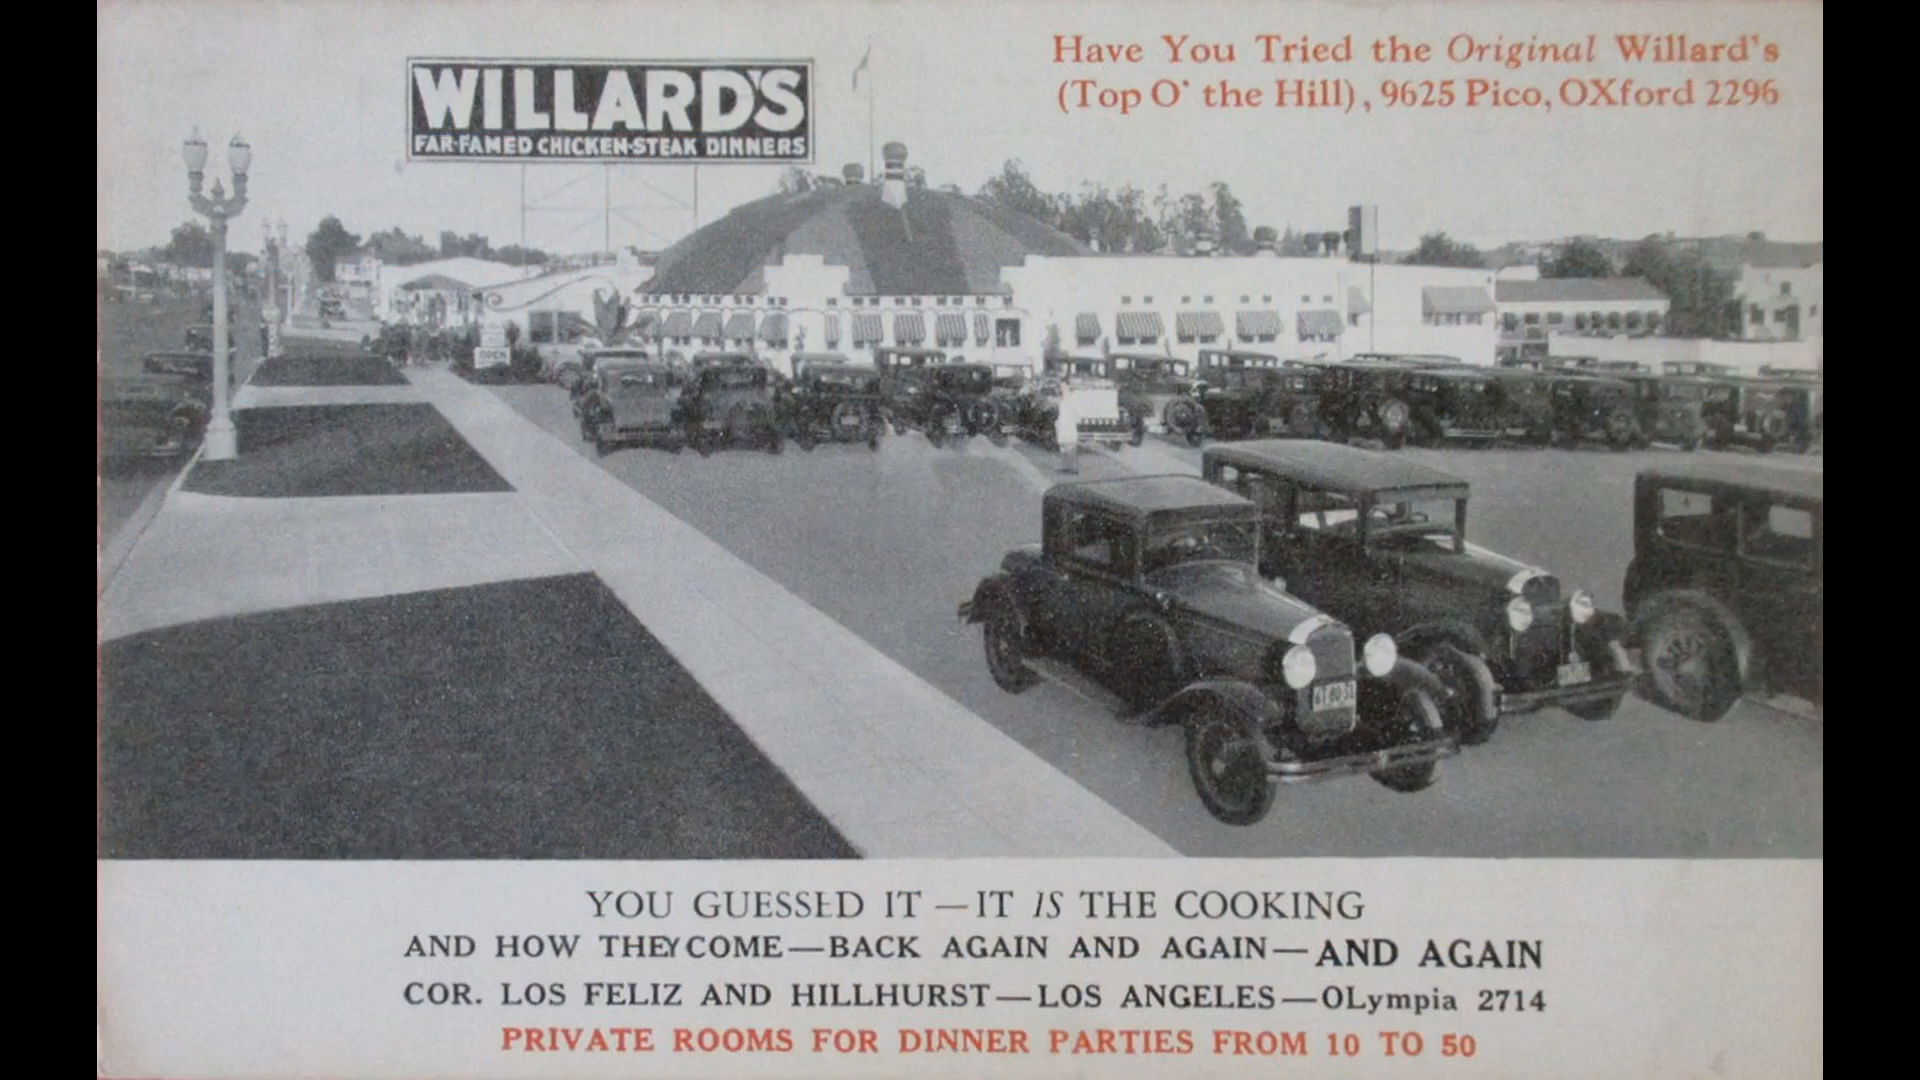 Have You Tried the Original Willard's
(Top O' the Hill), 9625 Pico, OXford 2296
WILLARD'S
FAR-FAMED CHICKEN-STEAK DINNERS
OPEN
YOU GUESSED IT — IT IS THE COOKING
AND HOW THEY COME — BACK AGAIN AND AGAIN — AND AGAIN
COR. LOS FELIZ AND HILLHURST — LOS ANGELES — OLympia 2714
PRIVATE ROOMS FOR DINNER PARTIES FROM 10 TO 50